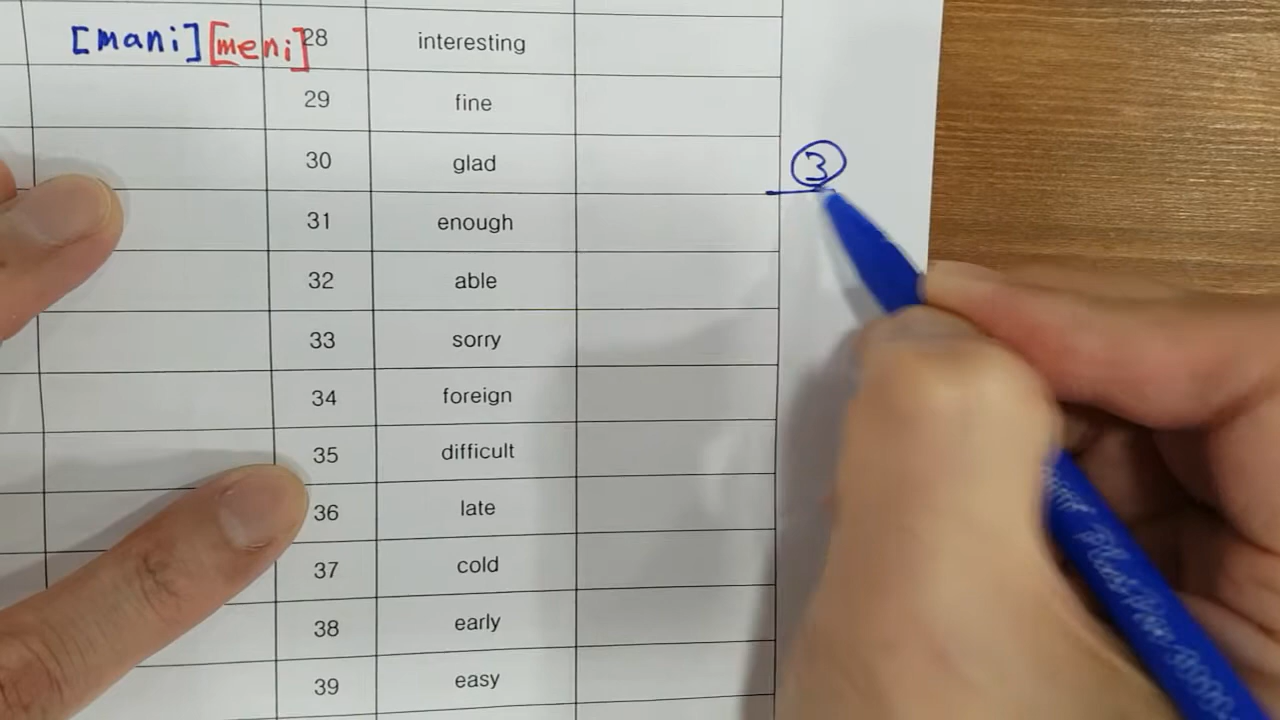 [mani] [meni] 28 interesting
29 fine
30 glad ③
31 enough
32 able
33 sorry
34 foreign
35 difficult
36 late
37 cold
38 early
39 easy